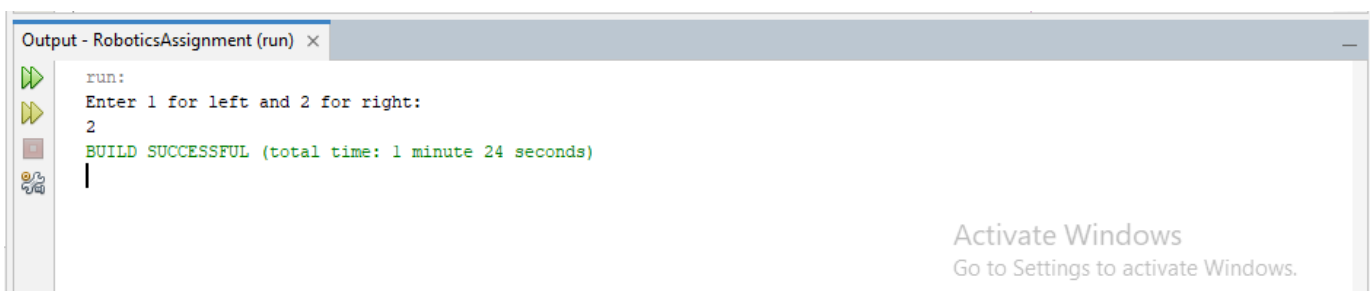 Output - RoboticsAssignment (run) ×
run:
Enter 1 for left and 2 for right:
2
BUILD SUCCESSFUL (total time: 1 minute 24 seconds)
Activate Windows
Go to Settings to activate Windows.